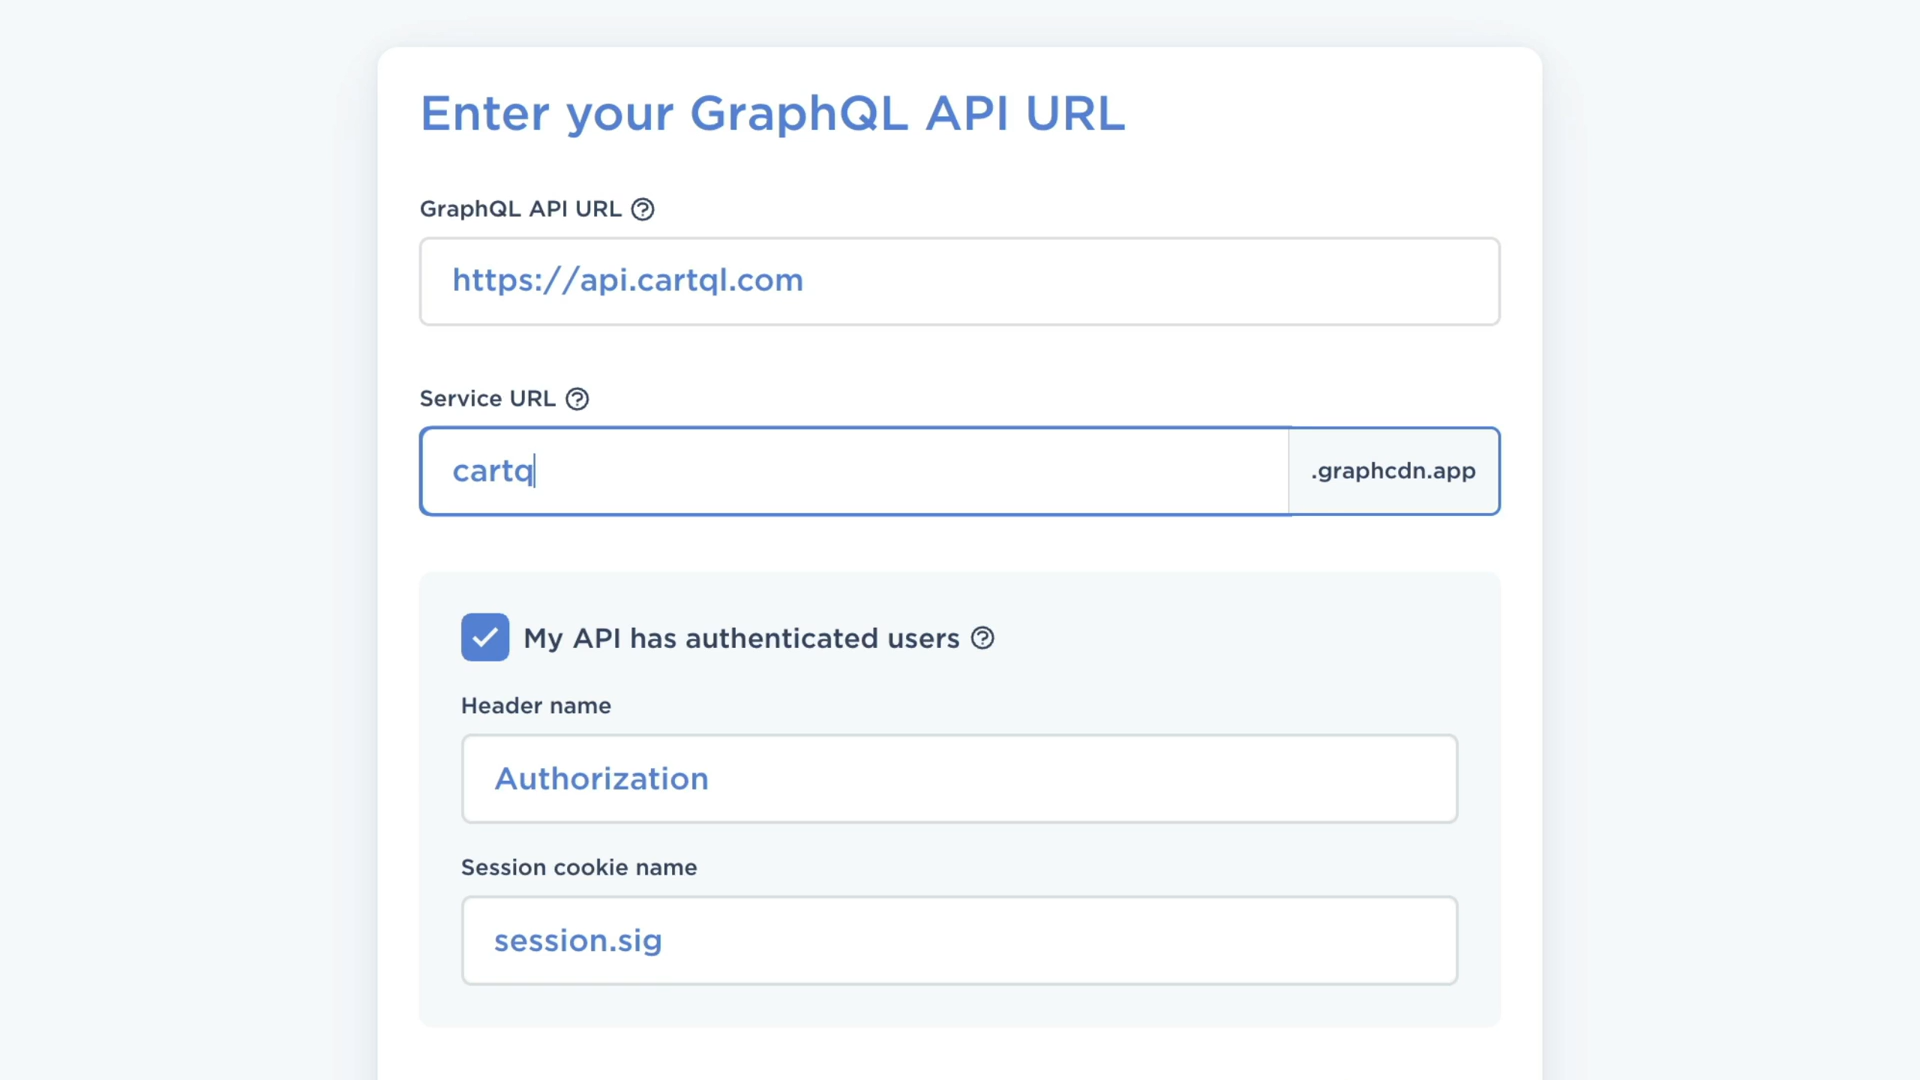 Enter your GraphQL API URL
GraphQL API URL
https://api.cartql.com
Service URL
cartq .graphcdn.app
My API has authenticated users
Header name
Authorization
Session cookie name
session.sig